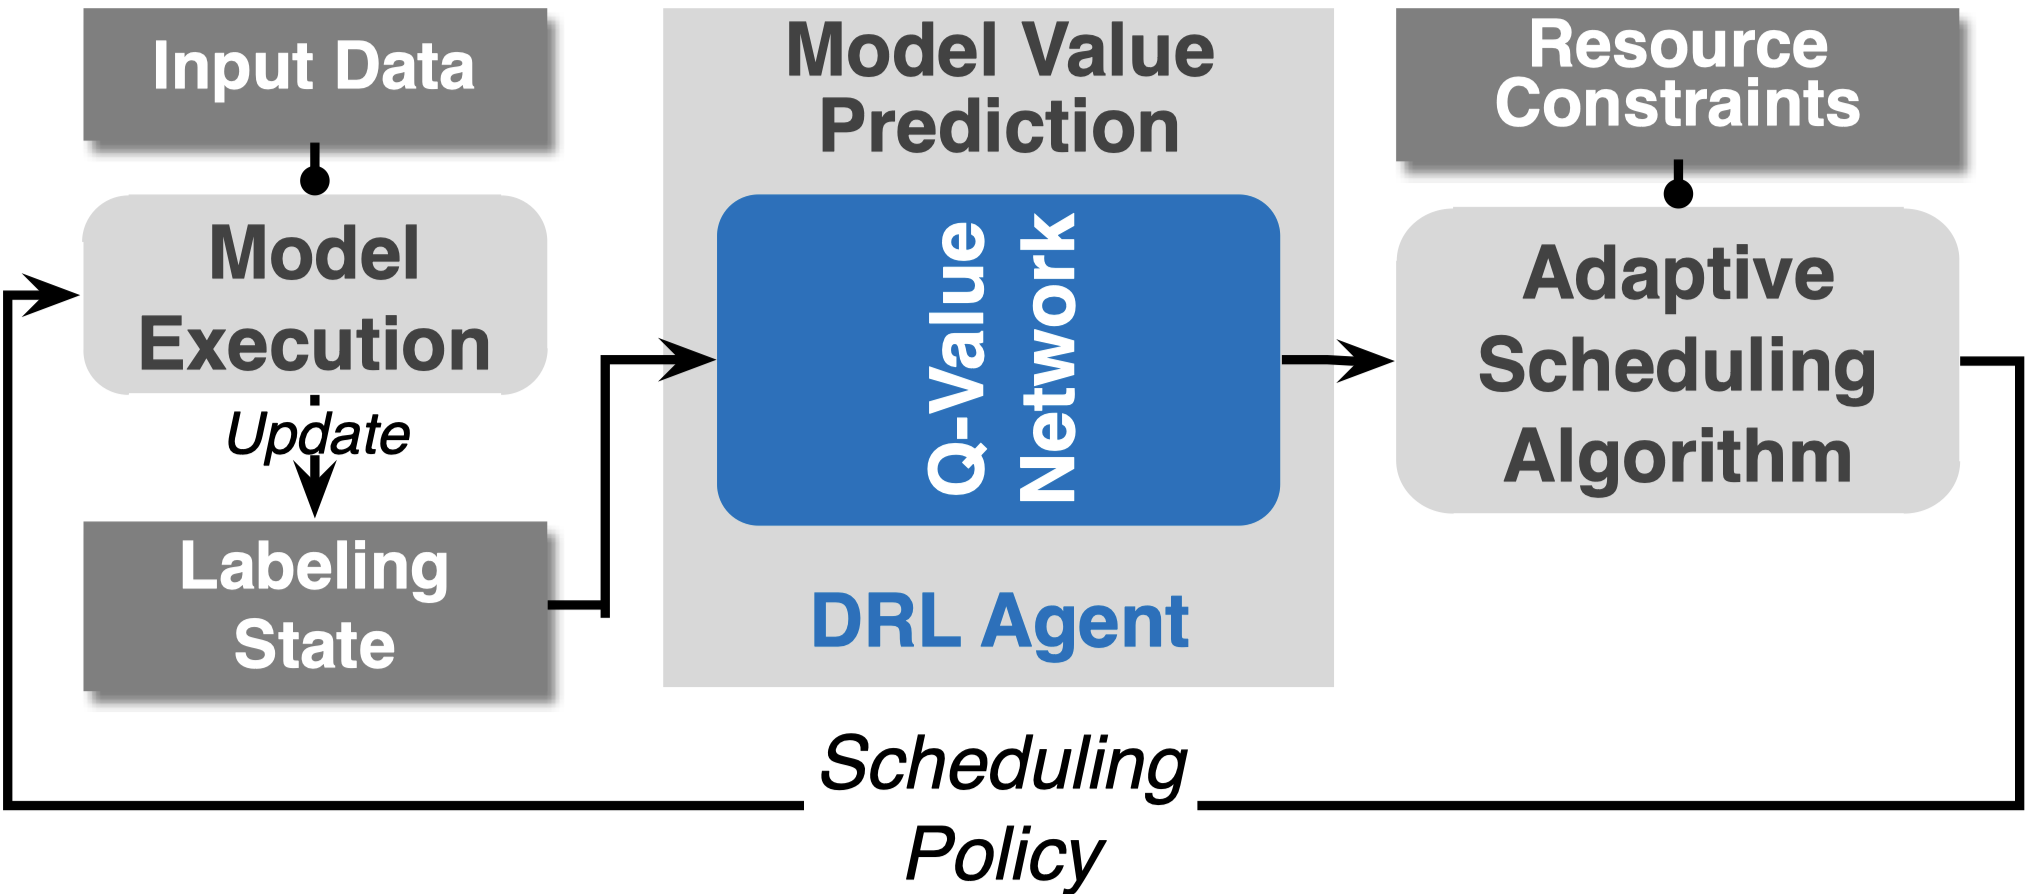 Input Data
Model
Execution
Update
Labeling
State
Model Value
Prediction
Q-Value
Network
DRL Agent
Resource
Constraints
Adaptive
Scheduling
Algorithm
Scheduling
Policy